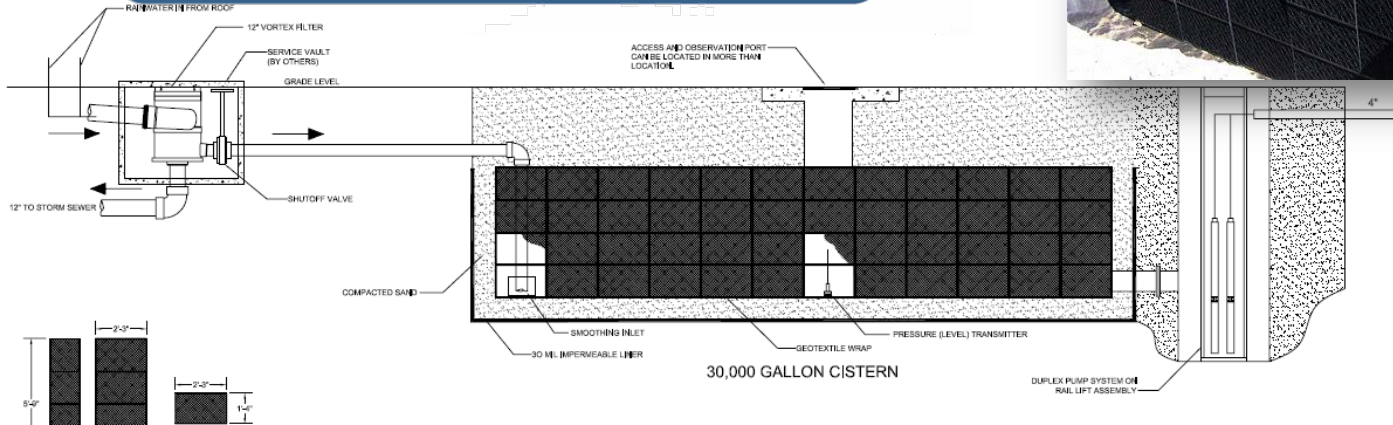 RAINWATER IN FROM ROOF
12" VORTEX FILTER
SERVICE VAULT
(BY OTHERS)
GRADE LEVEL
ACCESS AND OBSERVATION PORT
CAN BE LOCATED IN MORE THAN
LOCATION.
4"
SHUTOFF VALVE
12" TO STORM SEWER
COMPACTED SAND
SMOOTHING INLET
PRESSURE (LEVEL) TRANSMITTER
GEOTEXTILE WRAP
30 MIL IMPERMEABLE LINER
30,000 GALLON CISTERN
DUPLEX PUMP SYSTEM ON
RAIL LIFT ASSEMBLY
2'-3"
2'-3"
1'-4"